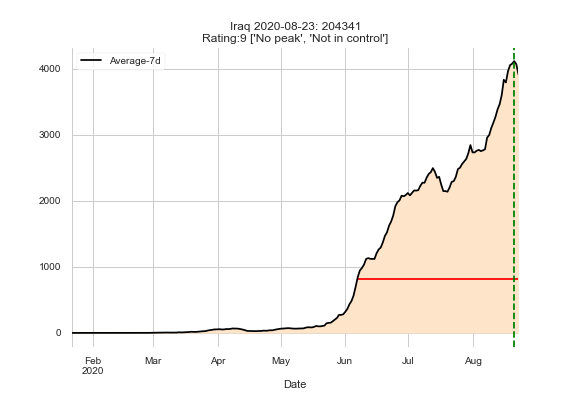 Iraq 2020-08-23: 204341
Rating:9 ['No peak', 'Not in control']
Average-7d
4000
3000
2000
1000
0
Feb Mar Apr May Jun Jul Aug
2020
Date